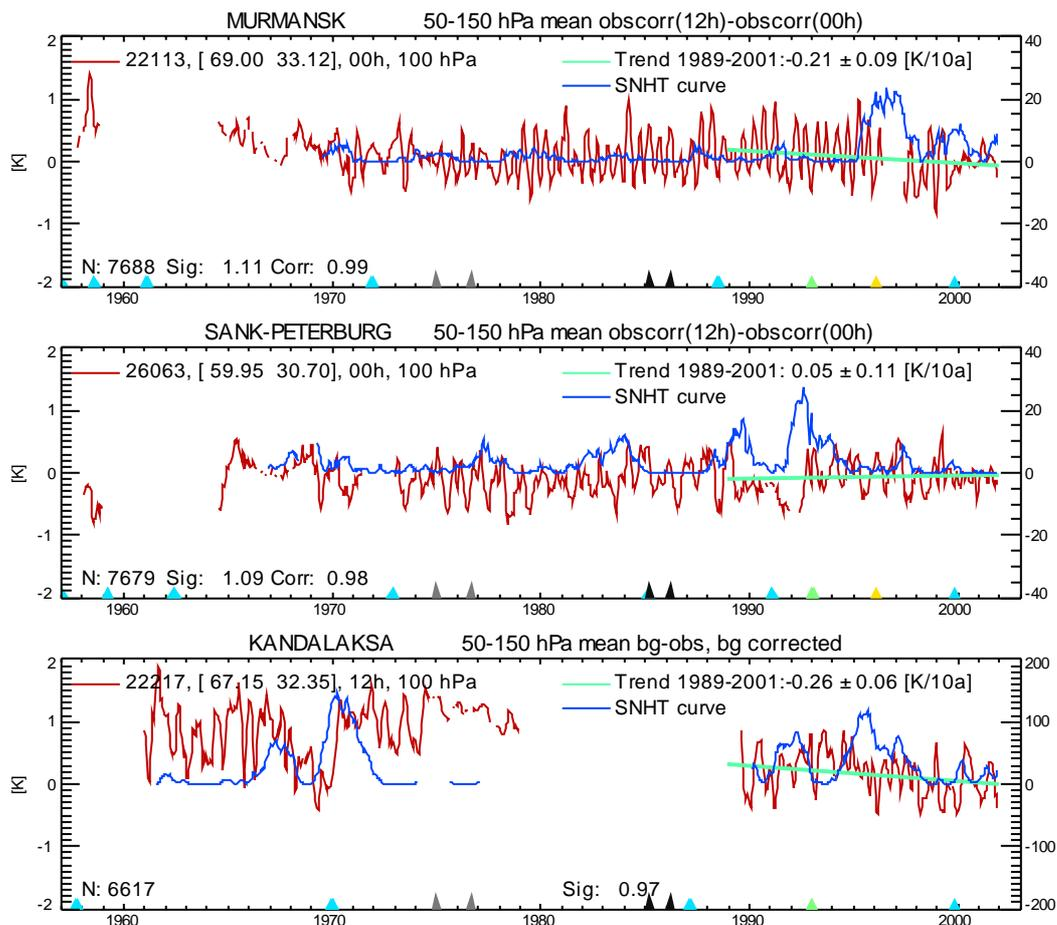 MURMANSK 50-150 hPa mean obscorr(12h)-obscorr(00h)
2 40
22113, [ 69.00 33.12], 00h, 100 hPa Trend 1989-2001:-0.21 ± 0.09 [K/10a]
SNHT curve
1 20
[K] 0 0
-1 -20
N: 7688 Sig: 1.11 Corr: 0.99
-2 -40
1960 1970 1980 1990 2000
SANK-PETERBURG 50-150 hPa mean obscorr(12h)-obscorr(00h)
2 40
26063, [ 59.95 30.70], 00h, 100 hPa Trend 1989-2001: 0.05 ± 0.11 [K/10a]
SNHT curve
1 20
[K] 0 0
-1 -20
N: 7679 Sig: 1.09 Corr: 0.98
-2 -40
1960 1970 1980 1990 2000
KANDALAKSA 50-150 hPa mean bg-obs, bg corrected
2 200
22217, [ 67.15 32.35], 12h, 100 hPa Trend 1989-2001:-0.26 ± 0.06 [K/10a]
SNHT curve
1 100
[K] 0 0
-1 -100
N: 6617 Sig: 0.97
-2 -200
1960 1970 1980 1990 2000